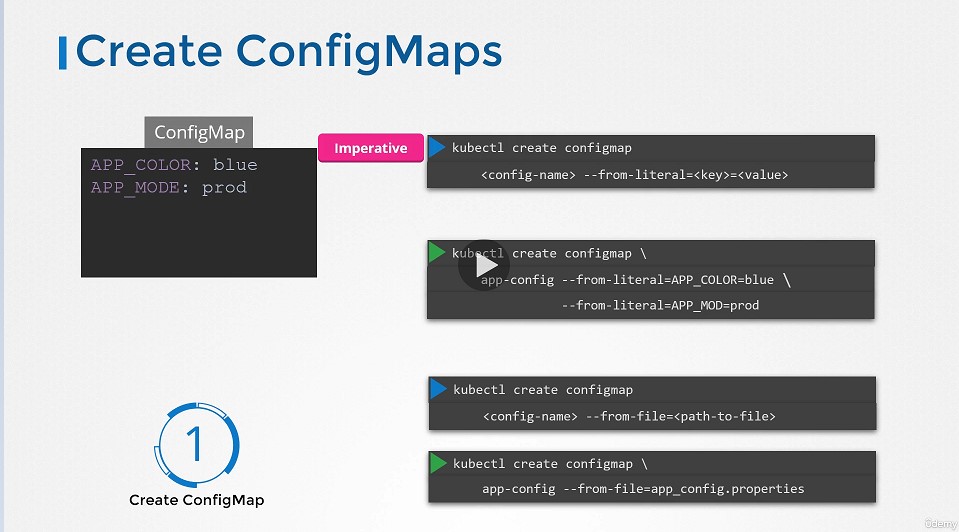 Create ConfigMaps
ConfigMap
APP_COLOR: blue
APP_MODE: prod
Imperative
kubectl create configmap
<config-name> --from-literal=<key>=<value>
kubectl create configmap \
app-config --from-literal=APP_COLOR=blue \
--from-literal=APP_MOD=prod
kubectl create configmap
<config-name> --from-file=<path-to-file>
kubectl create configmap \
app-config --from-file=app_config.properties
1
Create ConfigMap
ûdemy